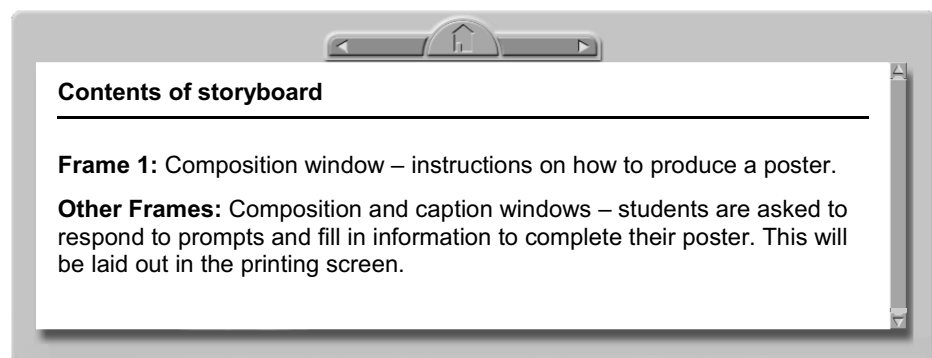 Contents of storyboard
Frame 1: Composition window – instructions on how to produce a poster.
Other Frames: Composition and caption windows – students are asked to
respond to prompts and fill in information to complete their poster. This will
be laid out in the printing screen.